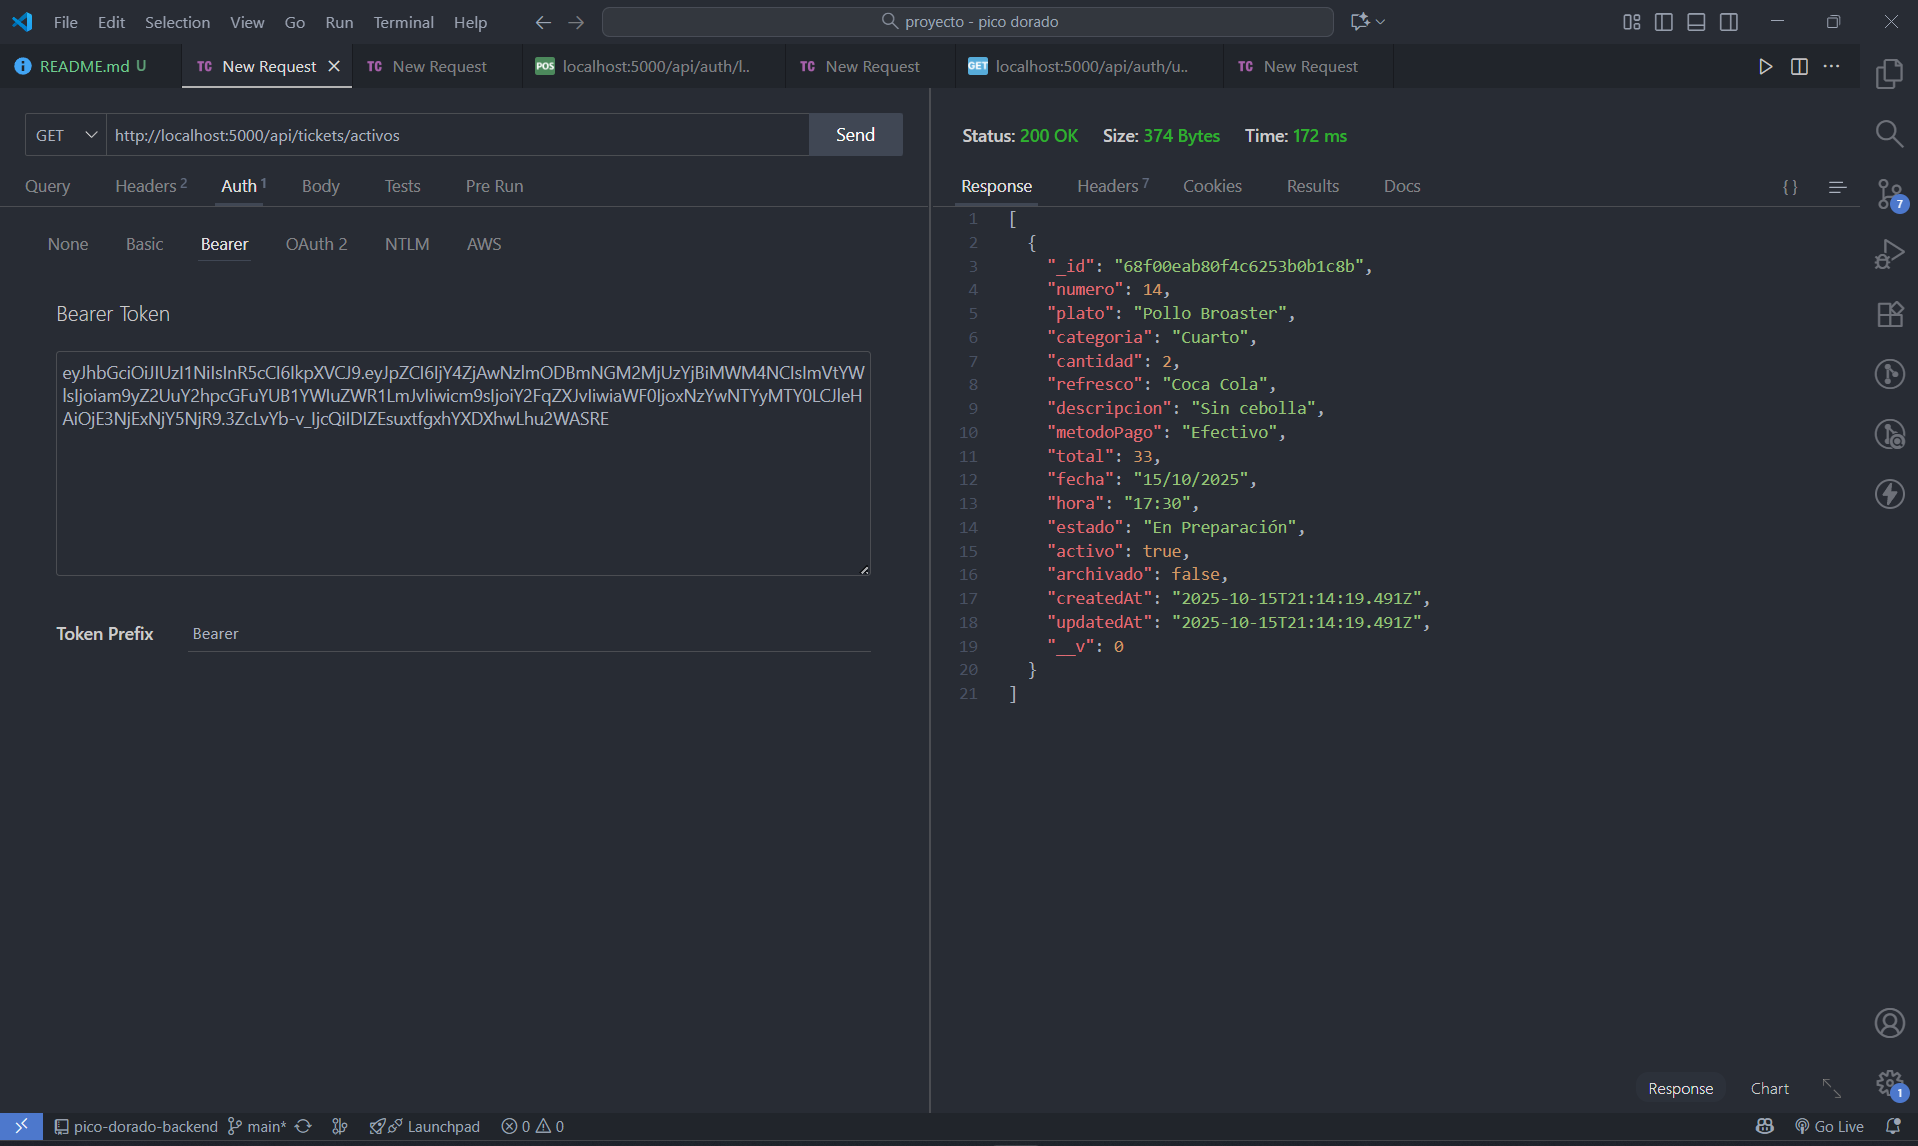 File Edit Selection View Go Run Terminal Help
proyecto - pico dorado
README.md U
TC New Request
TC New Request
POS localhost:5000/api/auth/l..
TC New Request
GET localhost:5000/api/auth/u..
TC New Request
GET http://localhost:5000/api/tickets/activos Send
Query Headers 2 Auth 1 Body Tests Pre Run
None Basic Bearer OAuth 2 NTLM AWS
Bearer Token
Token Prefix Bearer
Status: 200 OK Size: 374 Bytes Time: 172 ms
Response Headers 7 Cookies Results Docs
{}
1 [
2 {
3 "_id": "68f00eab80f4c6253b0b1c8b",
4 "numero": 14,
5 "plato": "Pollo Broaster",
6 "categoria": "Cuarto",
7 "cantidad": 2,
8 "refresco": "Coca Cola",
9 "descripcion": "Sin cebolla",
10 "metodoPago": "Efectivo",
11 "total": 33,
12 "fecha": "15/10/2025",
13 "hora": "17:30",
14 "estado": "En Preparación",
15 "activo": true,
16 "archivado": false,
17 "createdAt": "2025-10-15T21:14:19.491Z",
18 "updatedAt": "2025-10-15T21:14:19.491Z",
19 "__v": 0
20 }
21 ]
7
1
Response Chart
pico-dorado-backend main* Launchpad 0 0
Go Live